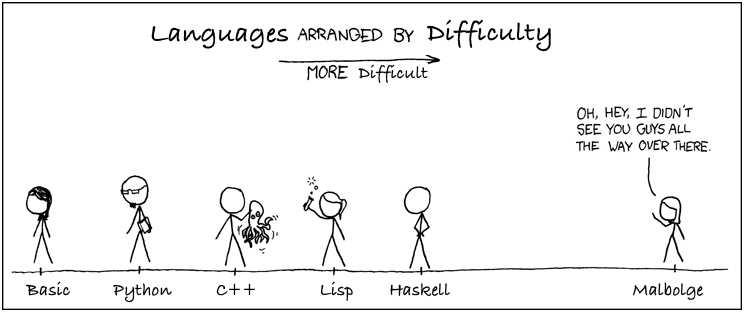 Languages ARRANGED BY Difficulty
MORE Difficult
OH, HEY, I DIDN'T
SEE YOU GUYS ALL
THE WAY OVER THERE.
Basic Python C++ Lisp Haskell Malbolge